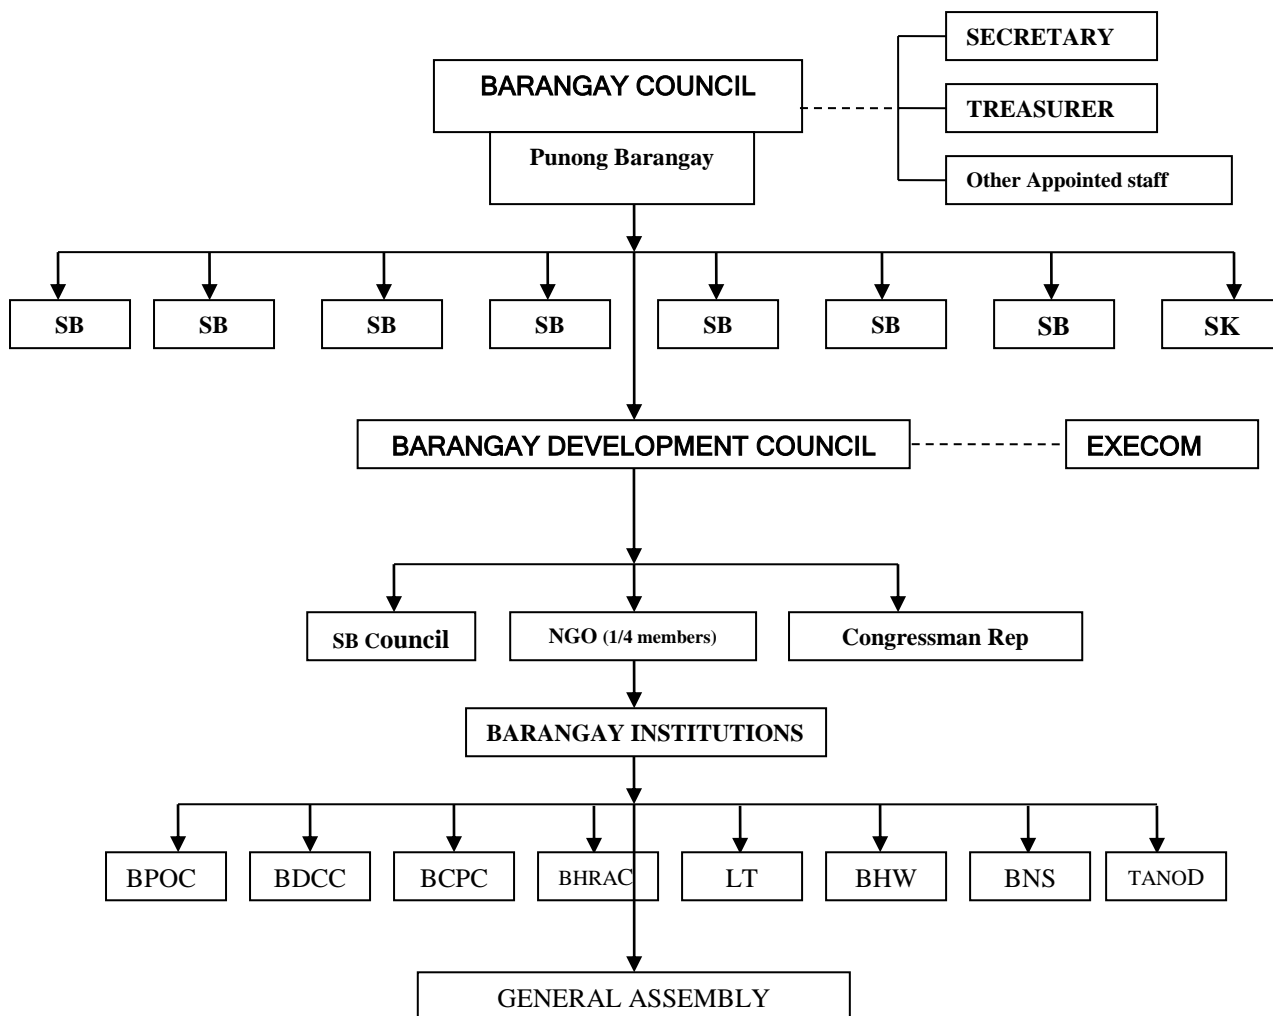 SECRETARY
BARANGAY COUNCIL
TREASURER
Punong Barangay
Other Appointed staff
SB
SB
SB
SB
SB
SB
SB
SK
BARANGAY DEVELOPMENT COUNCIL
EXECOM
SB Council
NGO (1/4 members)
Congressman Rep
BARANGAY INSTITUTIONS
BPOC
BDCC
BCPC
BHRAC
LT
BHW
BNS
TANOD
GENERAL ASSEMBLY